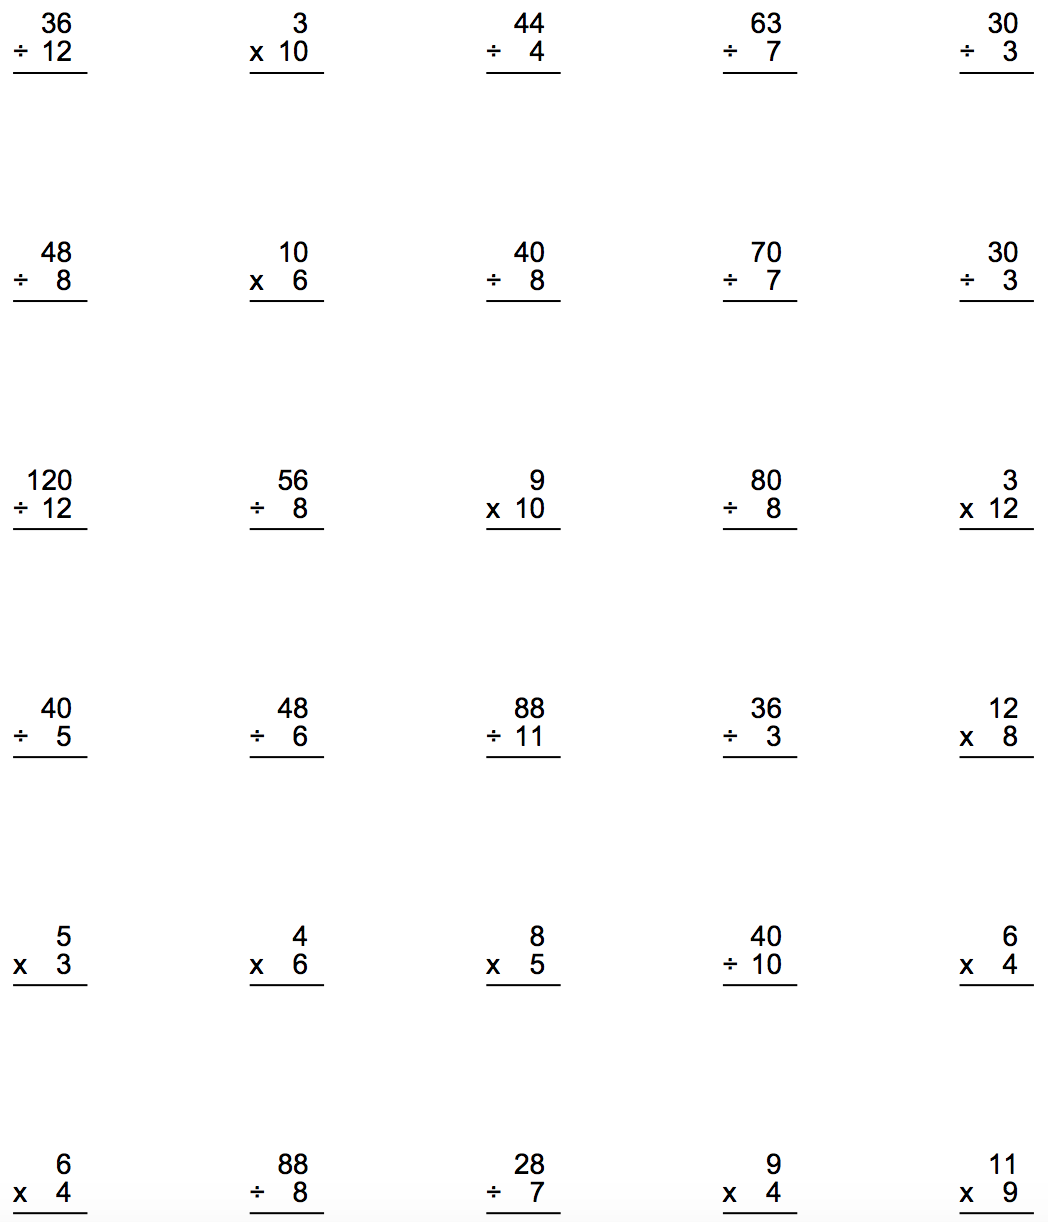 36 3 44 63 30
÷ 12 x 10 ÷ 4 ÷ 7 ÷ 3
48 10 40 70 30
÷ 8 x 6 ÷ 8 ÷ 7 ÷ 3
120 56 9 80 3
÷ 12 ÷ 8 x 10 ÷ 8 x 12
40 48 88 36 12
÷ 5 ÷ 6 ÷ 11 ÷ 3 x 8
5 4 8 40 6
x 3 x 6 x 5 ÷ 10 x 4
6 88 28 9 11
x 4 ÷ 8 ÷ 7 x 4 x 9